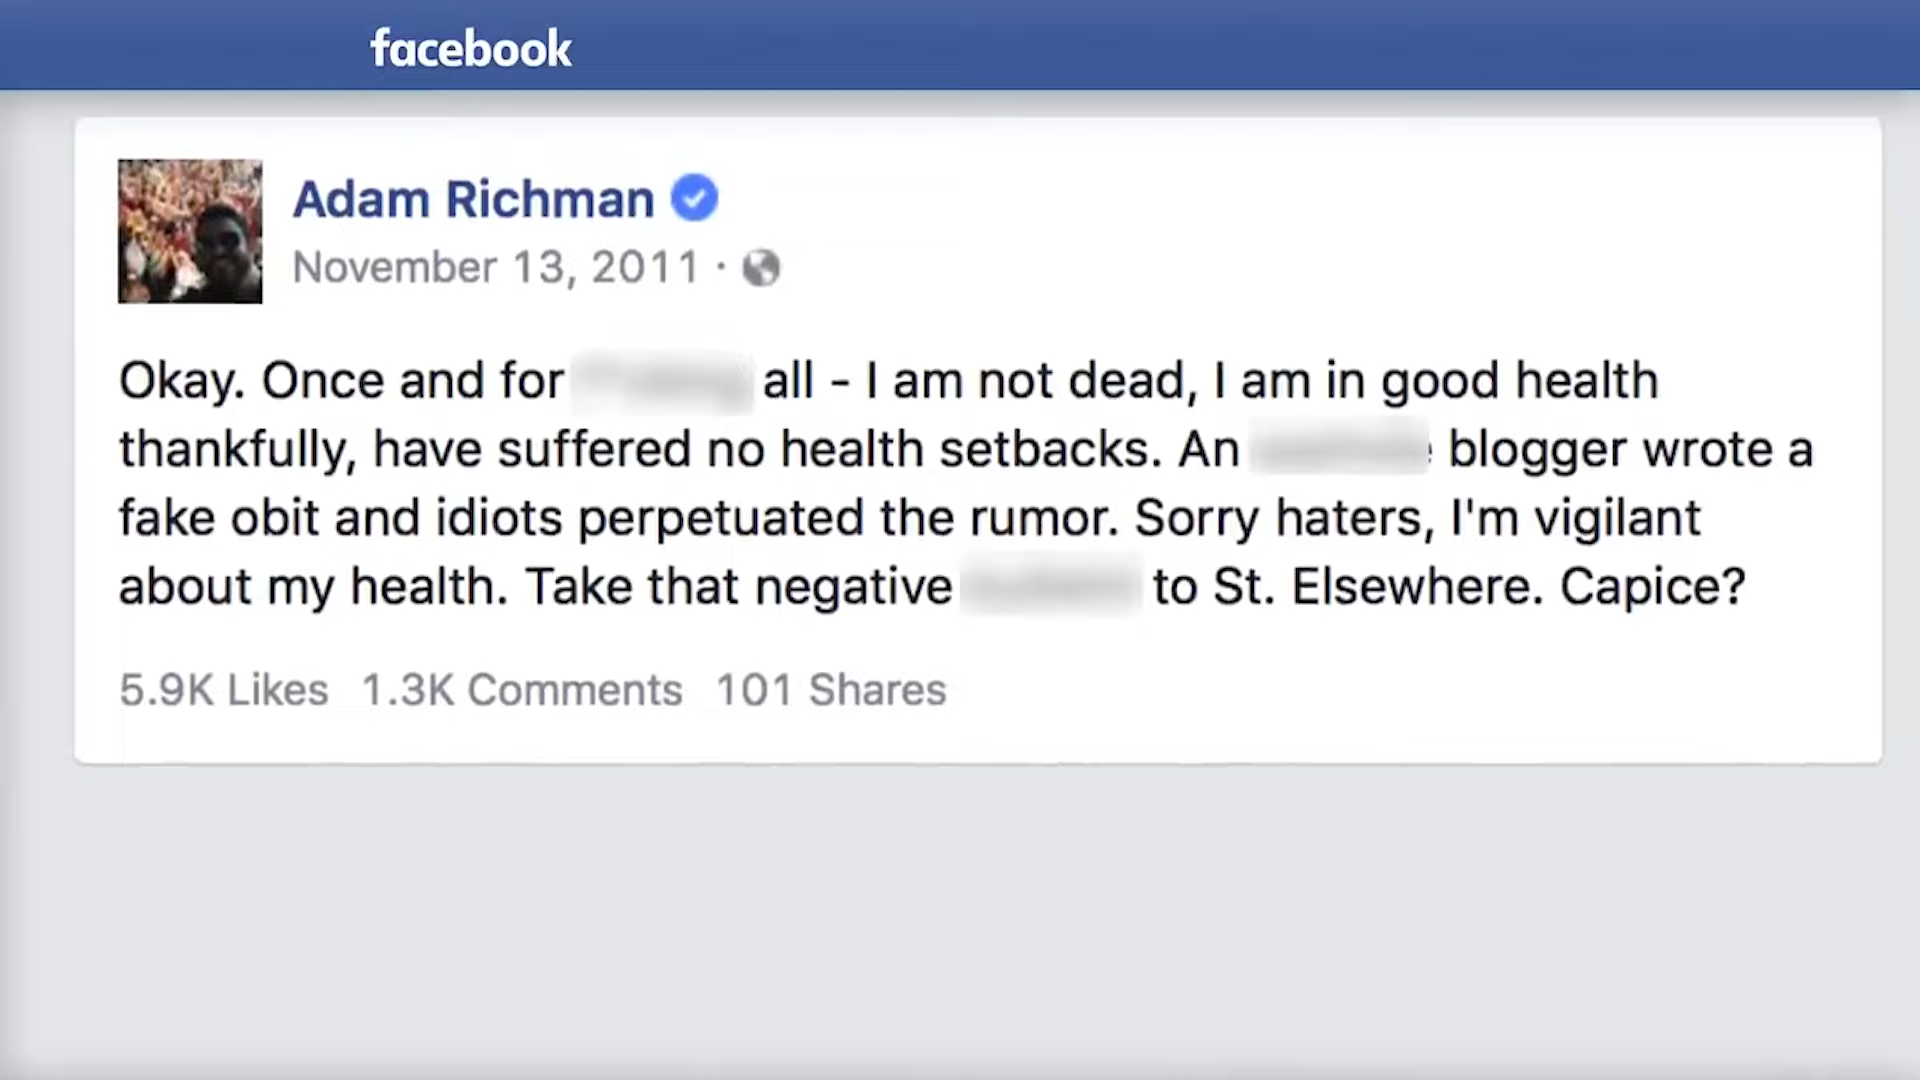 facebook
Adam Richman
November 13, 2011 ·
Okay. Once and for all - I am not dead, I am in good health
thankfully, have suffered no health setbacks. An blogger wrote a
fake obit and idiots perpetuated the rumor. Sorry haters, I'm vigilant
about my health. Take that negative to St. Elsewhere. Capice?
5.9K Likes 1.3K Comments 101 Shares